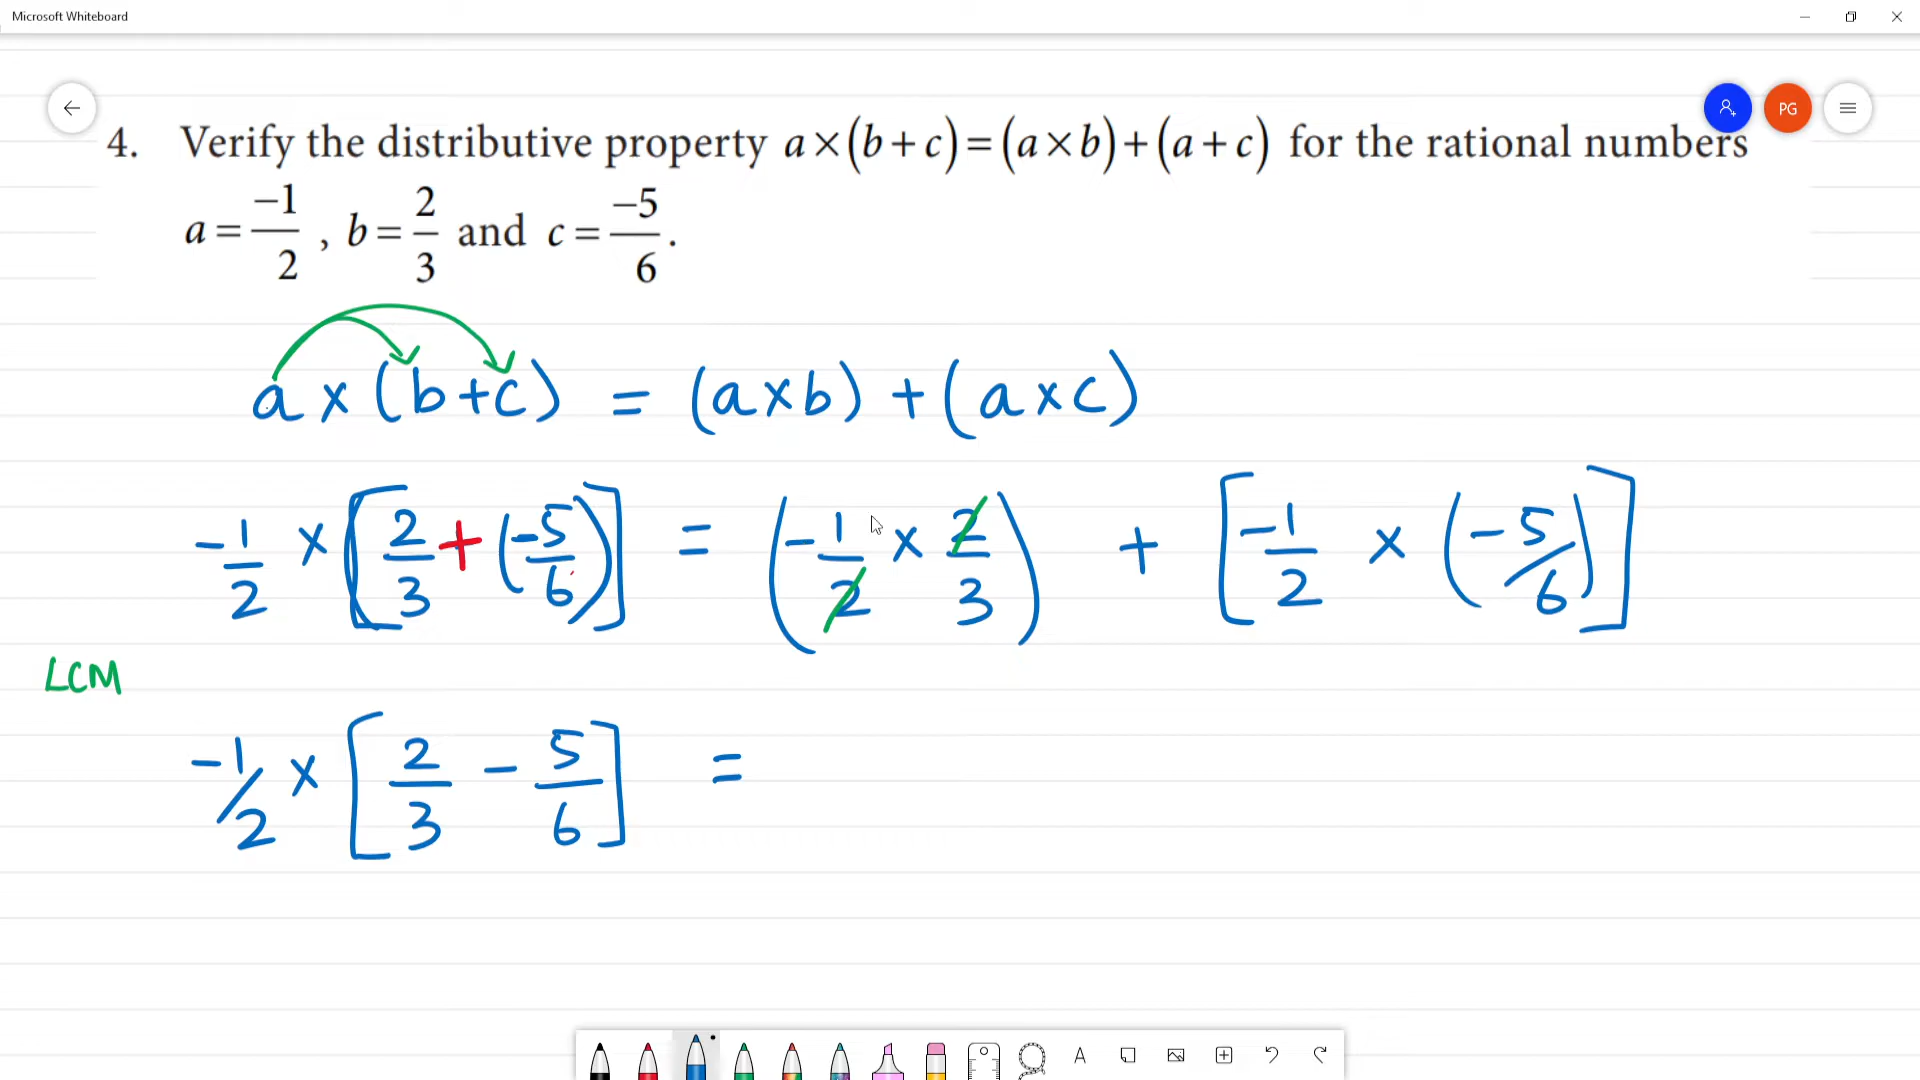 Microsoft Whiteboard
PG
4. Verify the distributive property a×(b+c)=(a×b)+(a+c) for the rational numbers
a = -1/2 , b = 2/3 and c = -5/6 .
a × (b+c) = (a×b) + (a×c)
-1/2 × [2/3 + (-5/6)] = (-1/2 × 2/3) + [-1/2 × (-5/6)]
LCM
-1/2 × [2/3 - 5/6] =
A